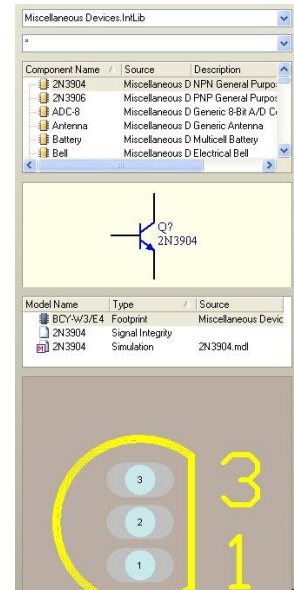 Miscellaneous Devices.IntLib
*
Component Name Source Description
2N3904 Miscellaneous D NPN General Purpo:
2N3906 Miscellaneous D PNP General Purpos
ADC-8 Miscellaneous D Generic 8-Bit A/D C
Antenna Miscellaneous D Generic Antenna
Battery Miscellaneous D Multicell Battery
Bell Miscellaneous D Electrical Bell
Q?
2N3904
Model Name Type Source
BCY-W3/E4 Footprint Miscellaneous Devic
2N3904 Signal Integrity
2N3904 Simulation 2N3904.mdl
3 3
2
1 1